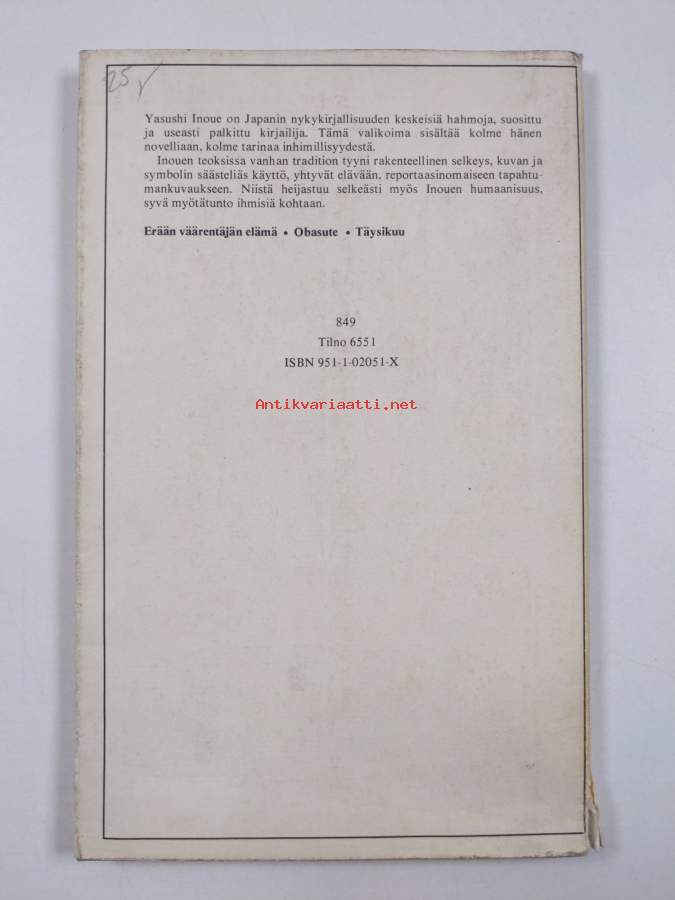 25
Yasushi Inoue on Japanin nykykirjallisuuden keskeisiä hahmoja, suosittu
ja useasti palkittu kirjailija. Tämä valikoima sisältää kolme hänen
novelliaan, kolme tarinaa inhimillisyydestä.
Inouen teoksissa vanhan tradition tyyni rakenteellinen selkeys, kuvan ja
symbolin säästeliäs käyttö, yhtyvät elävään, reportaasinomaiseen tapahtu-
mankuvaukseen. Niistä heijastuu selkeästi myös Inouen humaanisuus,
syvä myötätunto ihmisiä kohtaan.
Erään väärentäjän elämä • Obasute • Täysikuu
849
Tilno 6551
ISBN 951-1-02051-X
Antikvariaatti.net